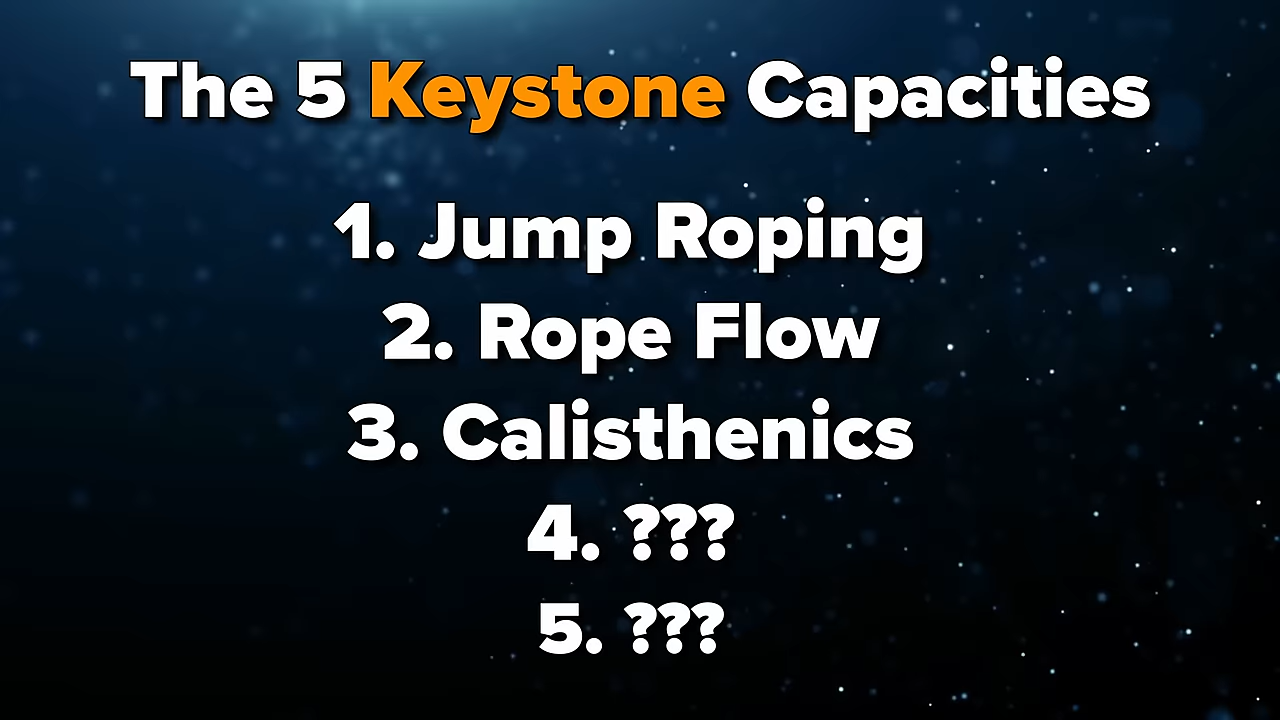 The 5 Keystone Capacities
1. Jump Roping
2. Rope Flow
3. Calisthenics
4. ???
5. ???